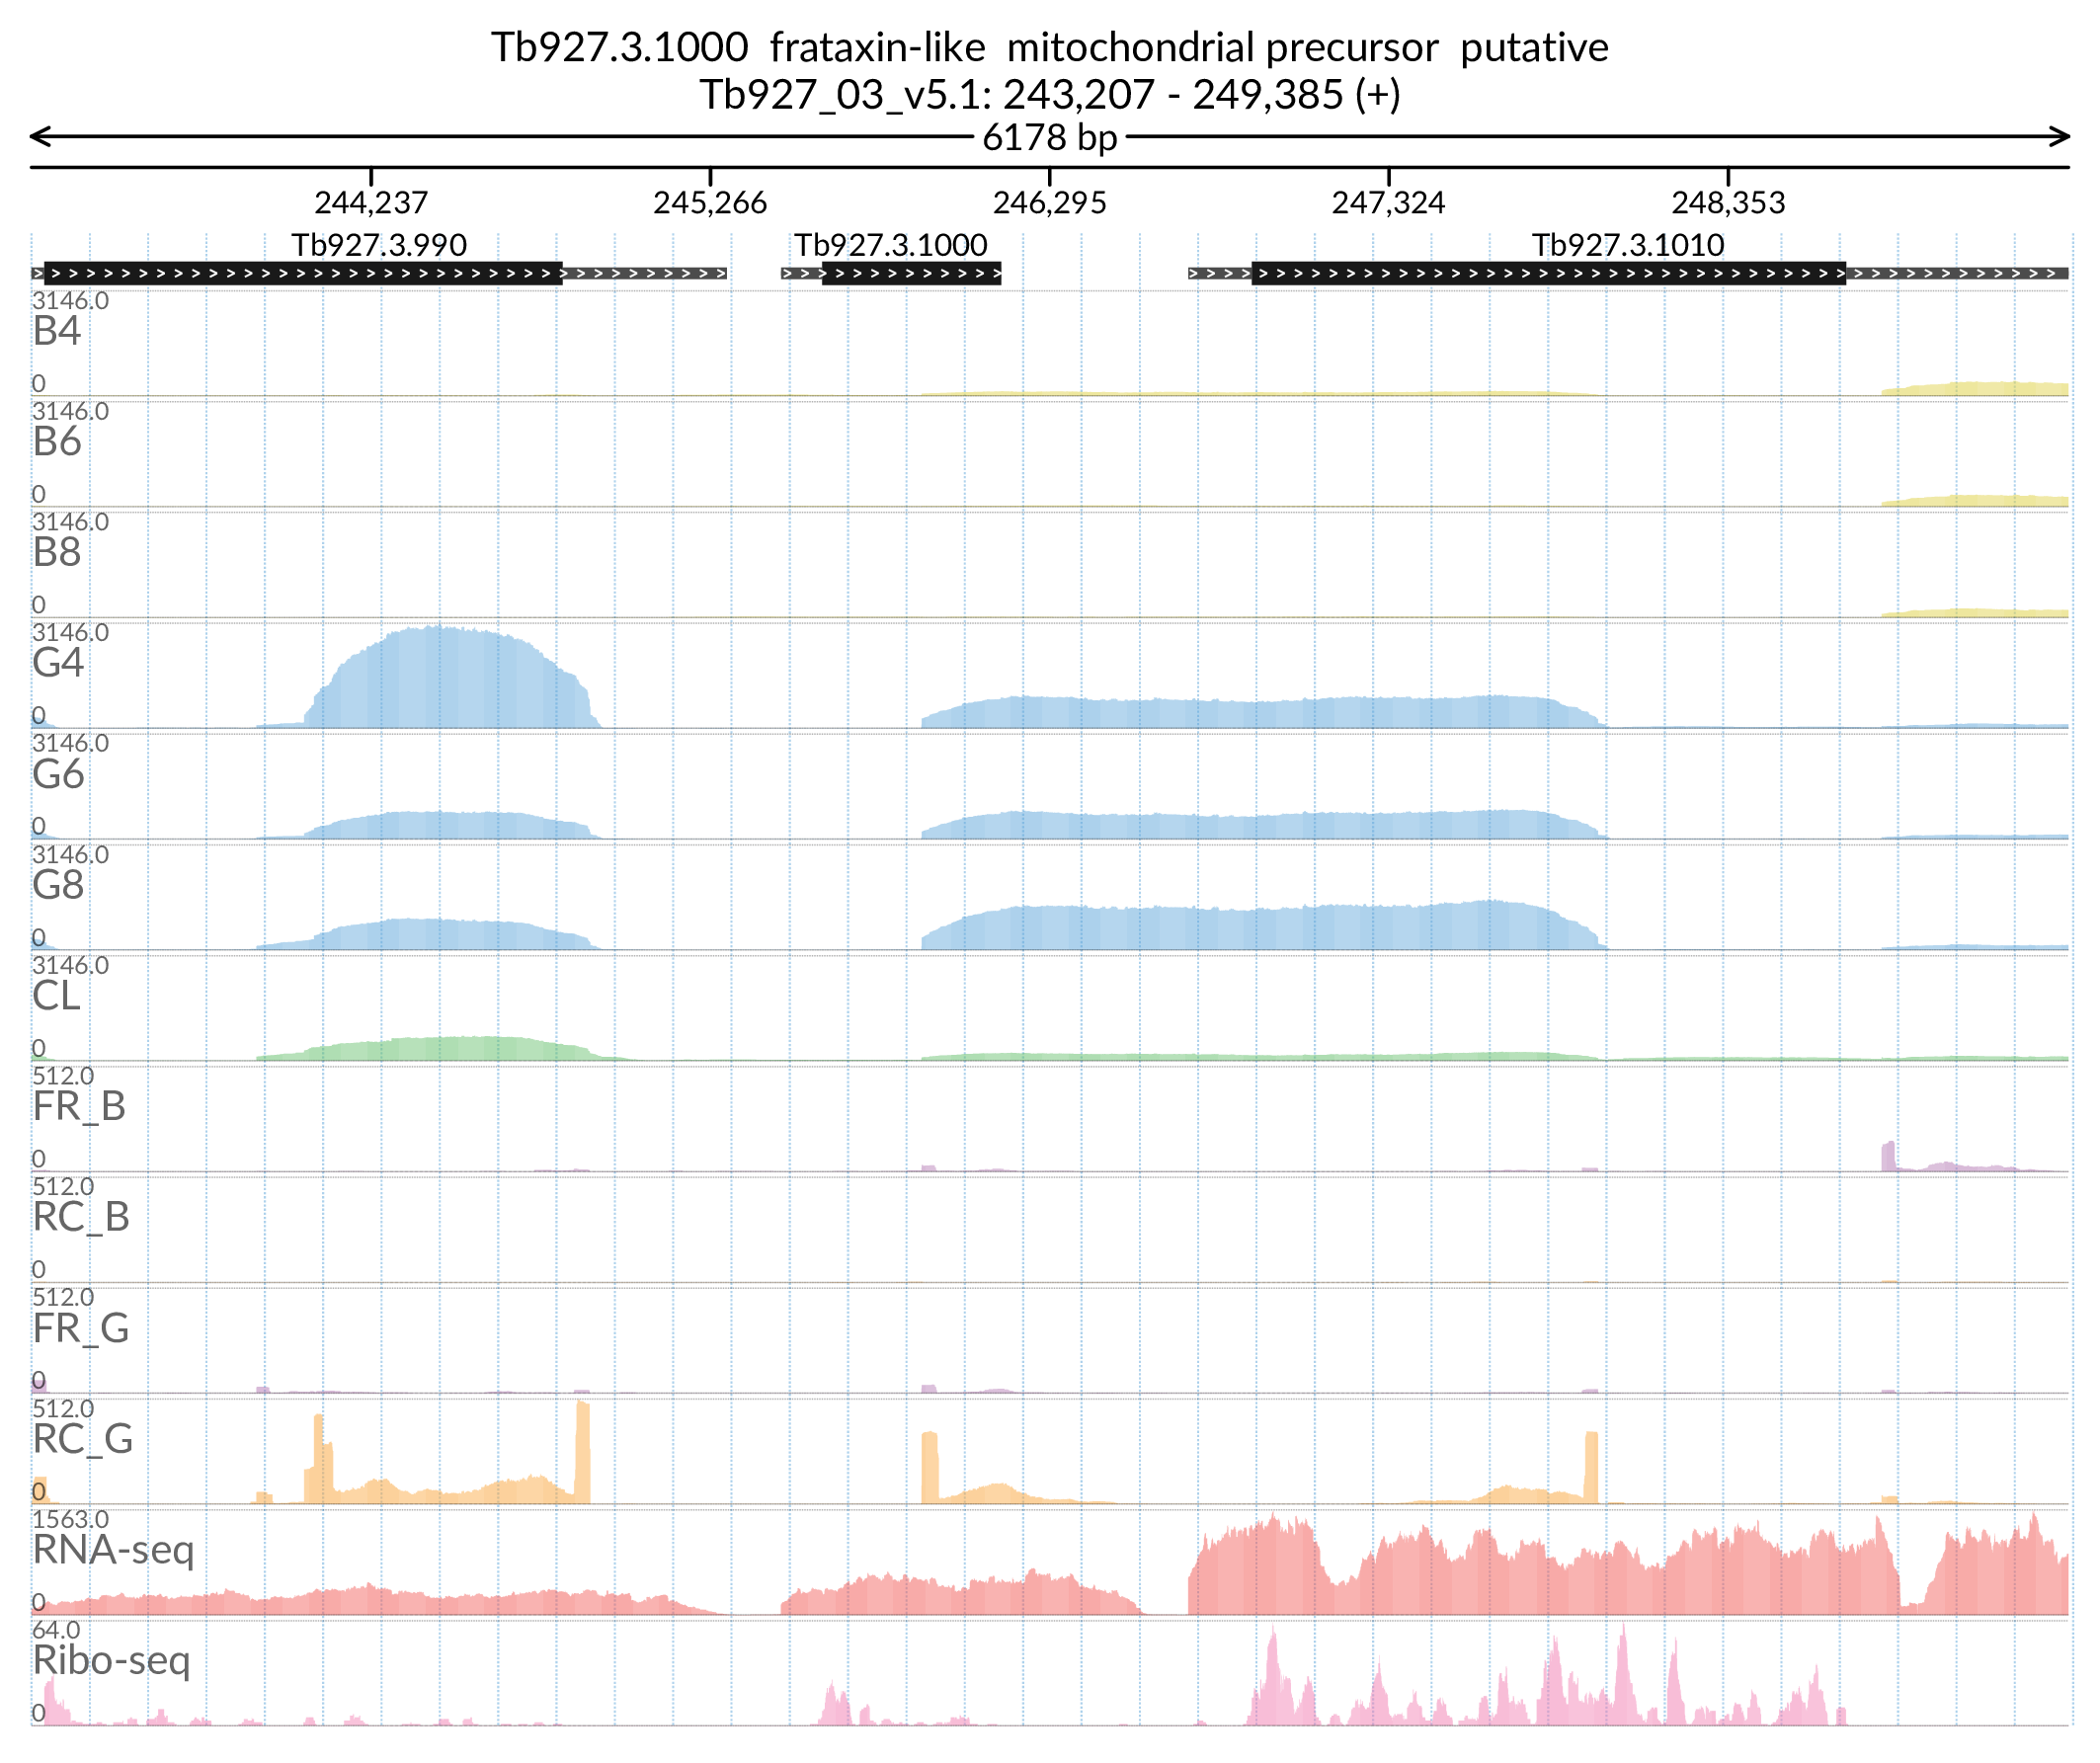 Tb927.3.1000 frataxin-like mitochondrial precursor putative
Tb927_03_v5.1: 243,207 - 249,385 (+)
6178 bp
244,237 245,266 246,295 247,324 248,353
Tb927.3.990 Tb927.3.1000 Tb927.3.1010
3146.0
B4
0
3146.0
B6
0
3146.0
B8
0
3146.0
G4
0
3146.0
G6
0
3146.0
G8
0
3146.0
CL
0
512.0
FR_B
0
512.0
RC_B
0
512.0
FR_G
0
512.0
RC_G
0
1563.0
RNA-seq
0
64.0
Ribo-seq
0